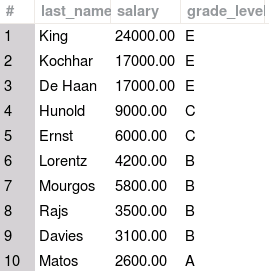 # last_name salary grade_level
1 King 24000.00 E
2 Kochhar 17000.00 E
3 De Haan 17000.00 E
4 Hunold 9000.00 C
5 Ernst 6000.00 C
6 Lorentz 4200.00 B
7 Mourgos 5800.00 B
8 Rajs 3500.00 B
9 Davies 3100.00 B
10 Matos 2600.00 A